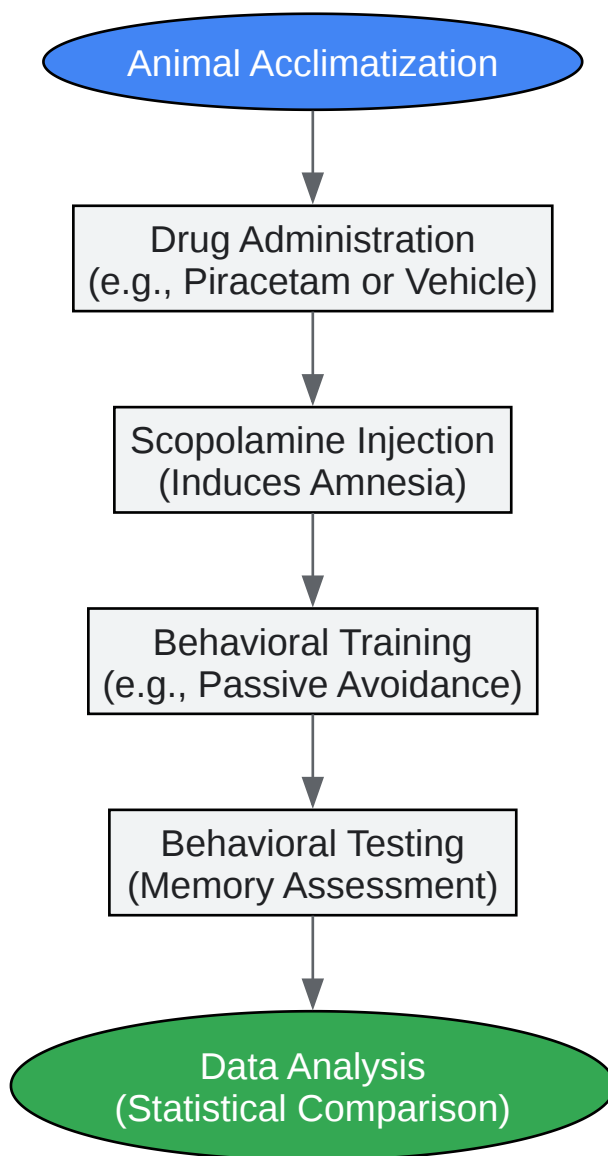 Animal Acclimatization
Drug Administration
(e.g., Piracetam or Vehicle)
Scopolamine Injection
(Induces Amnesia)
Behavioral Training
(e.g., Passive Avoidance)
Behavioral Testing
(Memory Assessment)
Data Analysis
(Statistical Comparison)